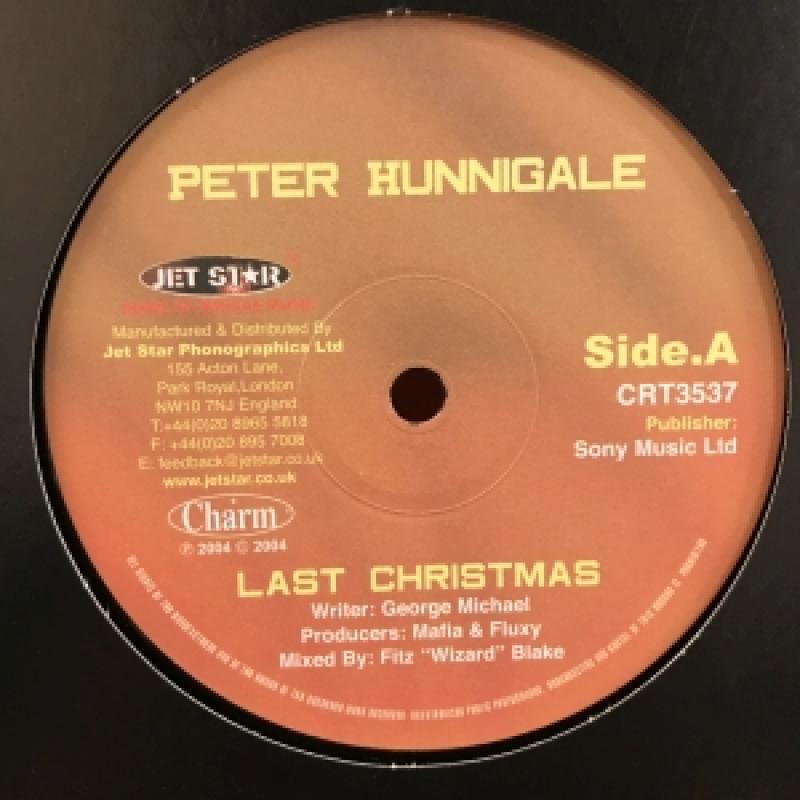 PETER HUNNIGALE
JET STAR
Manufactured & Distributed By
Jet Star Phonographics Ltd
155 Acton Lane,
Park Royal,London
NW10 7NJ England
T:+44(0)20 8965 5818
F: +44(0)20 895 7008
E: feedback@jetstar.co.uk
www.jetstar.co.uk
Charm
℗ 2004 © 2004
Side.A
CRT3537
Publisher:
Sony Music Ltd
LAST CHRISTMAS
Writer: George Michael
Producers: Mafia & Fluxy
Mixed By: Fitz "Wizard" Blake